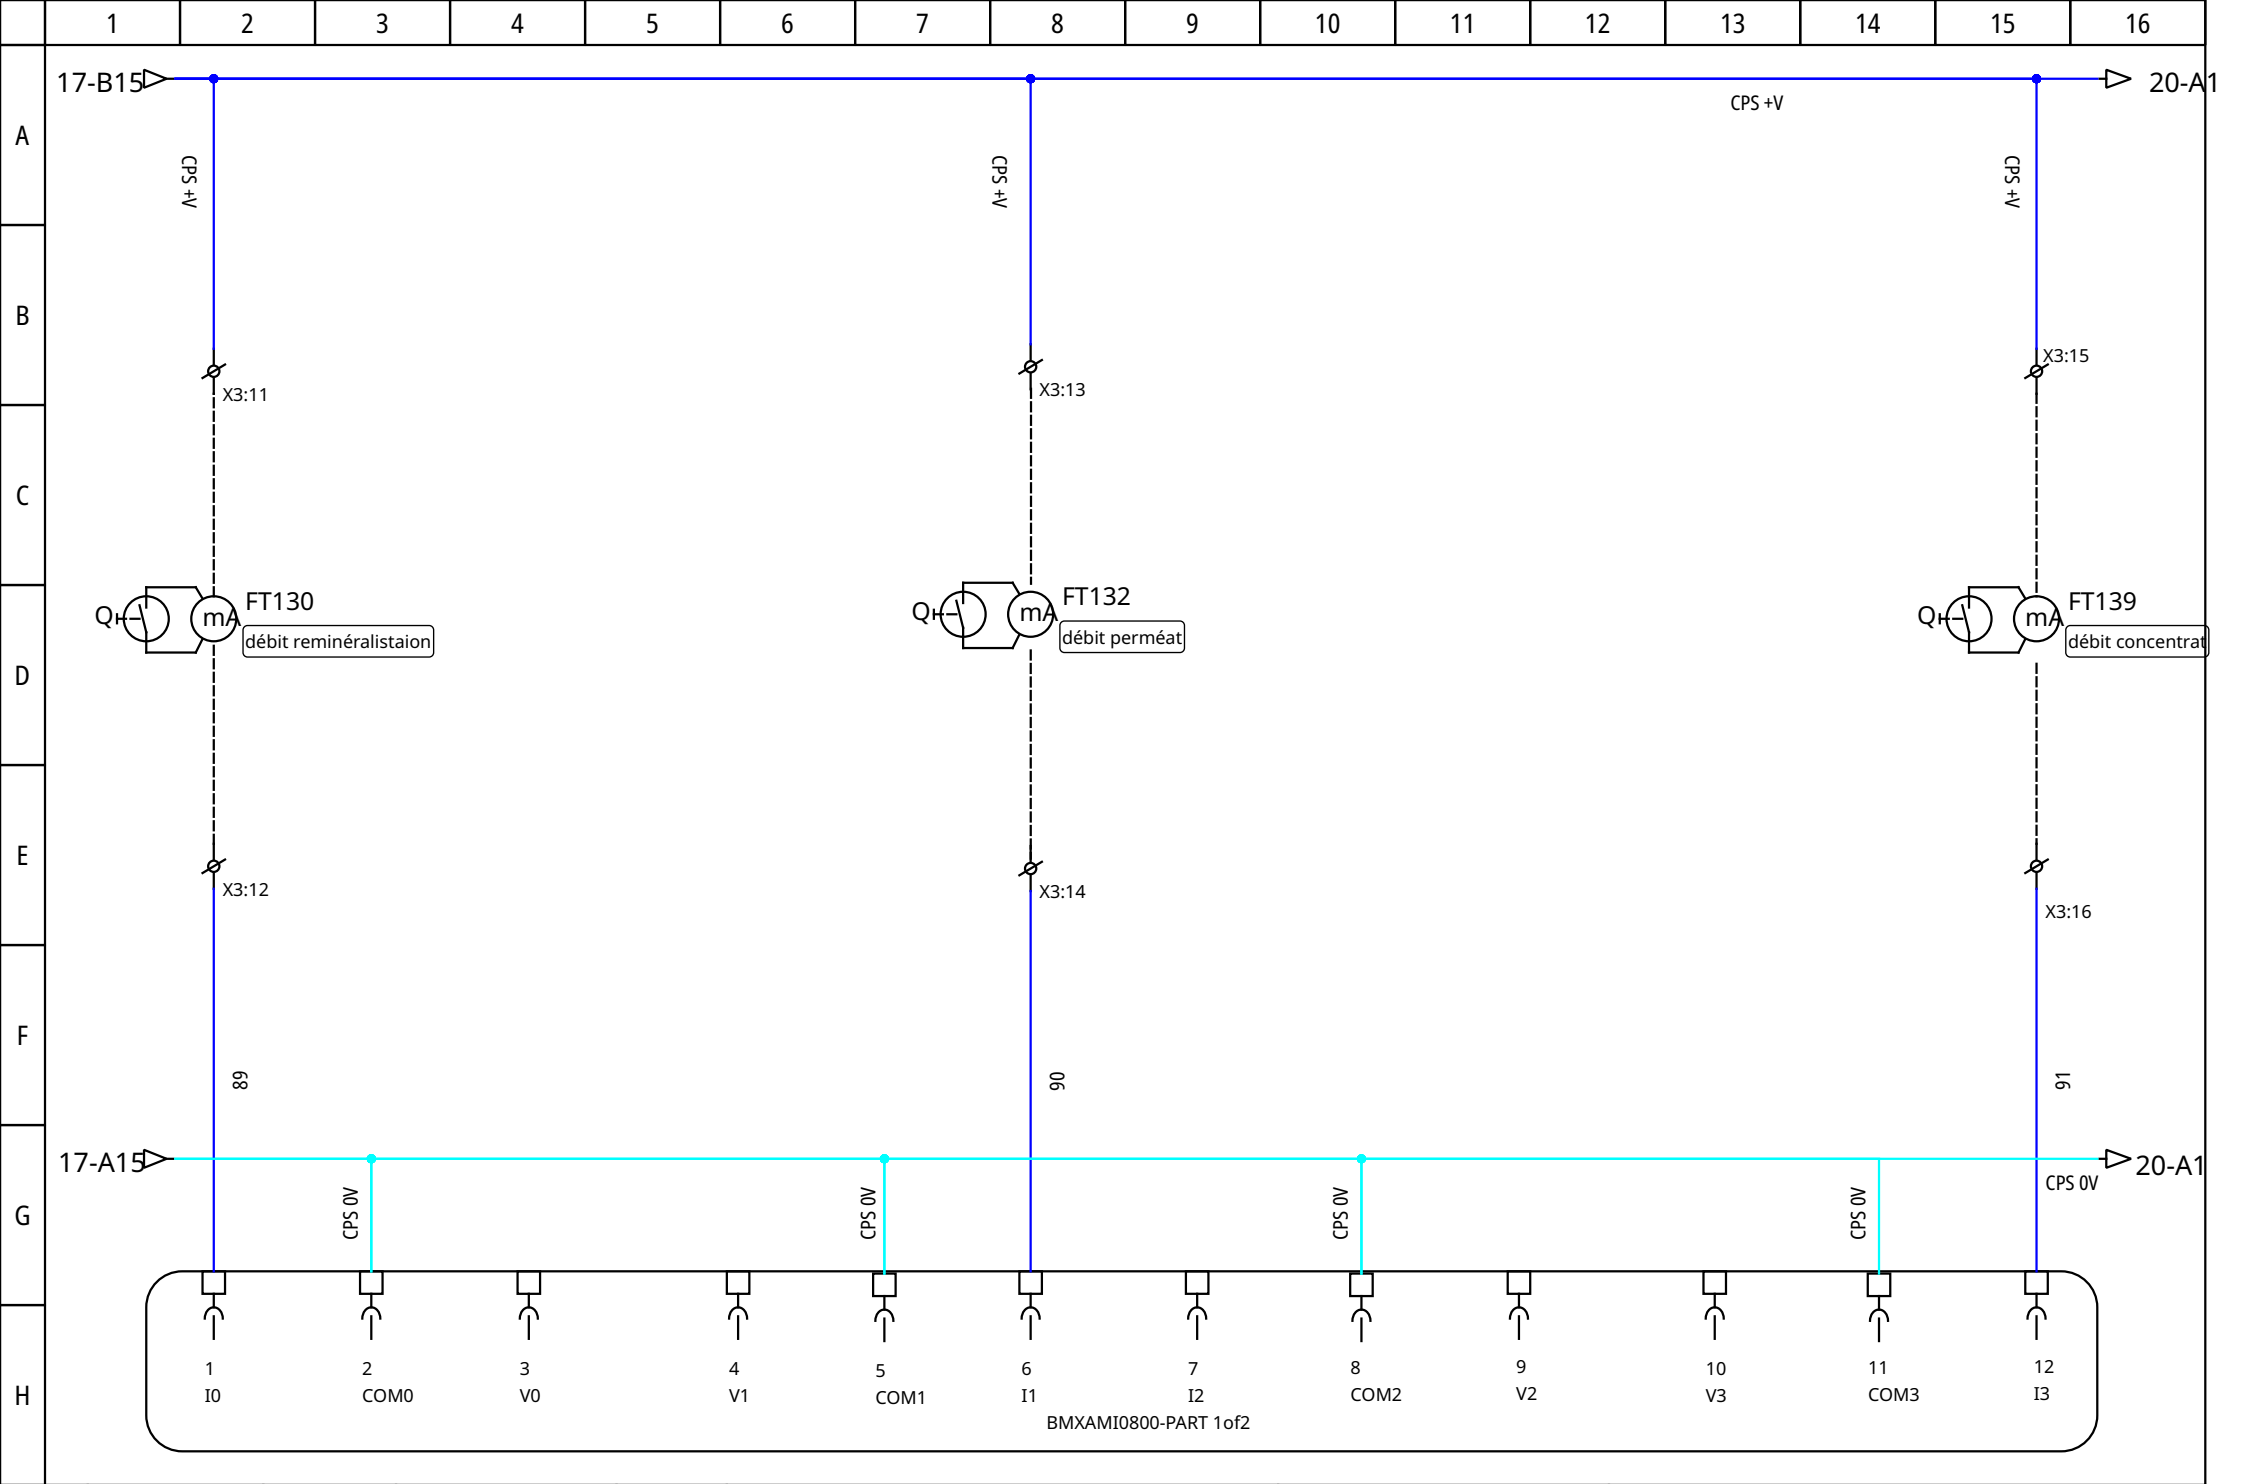 1 2 3 4 5 6 7 8 9 10 11 12 13 14 15 16
17-B15 20-A1
CPS +V
A
CPS +V CPS +V CPS +V
B
X3:11 X3:13 X3:15
C
Q mA FT130
débit reminéralistaion
Q mA FT132
débit perméat
Q mA FT139
débit concentrat
D
E
X3:12 X3:14 X3:16
F
89 90 91
17-A15 20-A1
CPS 0V
G
CPS 0V CPS 0V CPS 0V CPS 0V
H
1 2 3 4 5 6 7 8 9 10 11 12
I0 COM0 V0 V1 COM1 I1 I2 COM2 V2 V3 COM3 I3
BMXAMI0800-PART 1of2